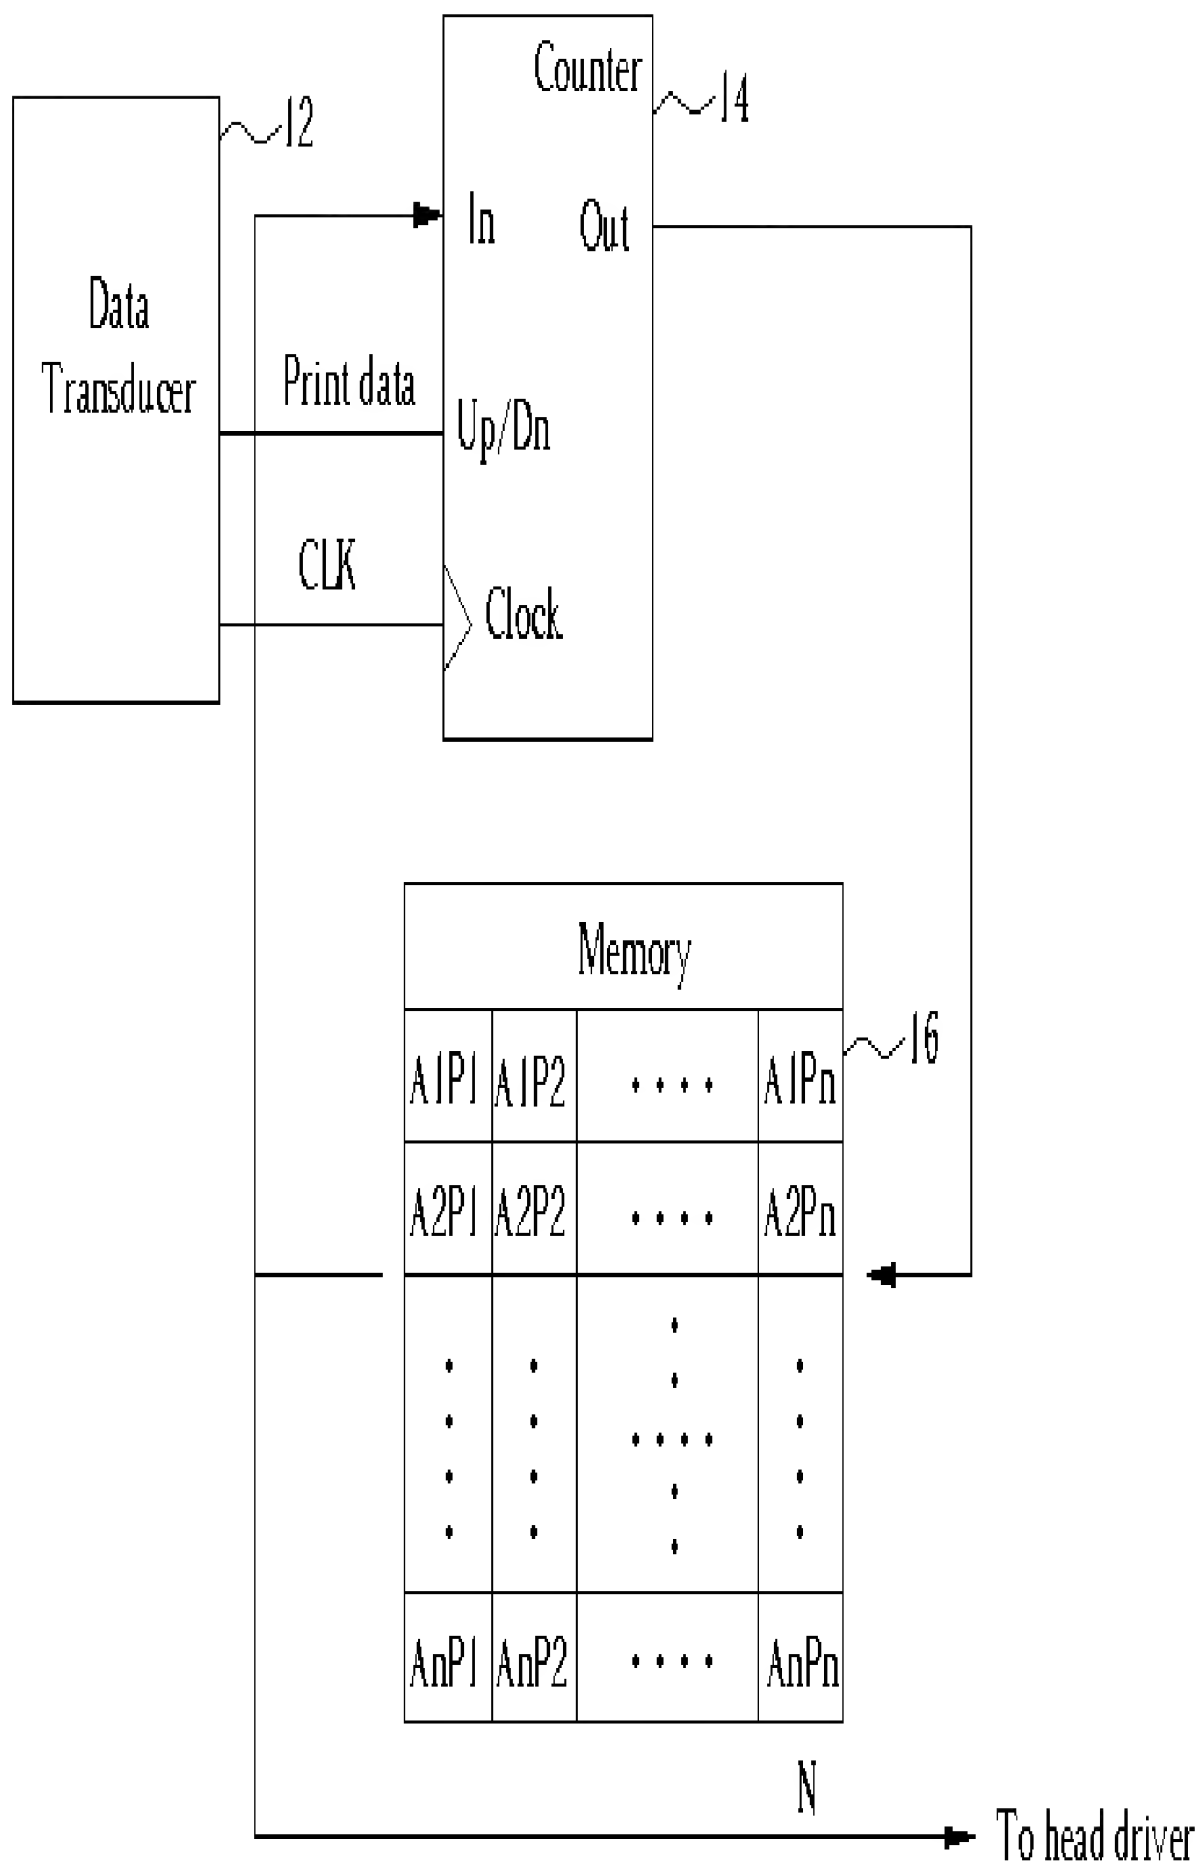 Counter
14
12
In
Out
Data
Transducer
Print data
Up/Dn
CLK
Clock
Memory
16
A1P1 A1P2 .... A1Pn
A2P1 A2P2 .... A2Pn
AnP1 AnP2 .... AnPn
N
To head driver